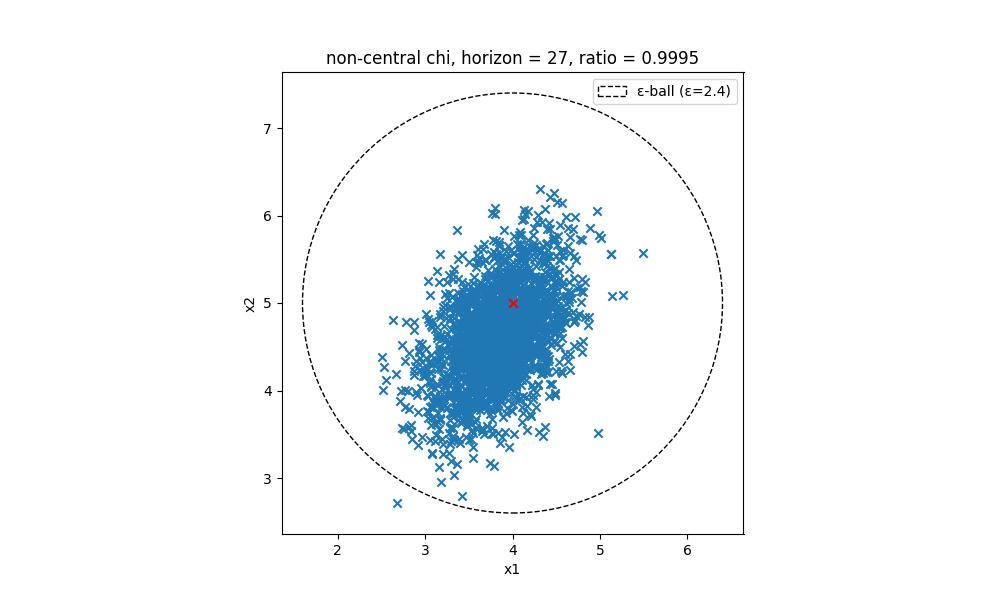 non-central chi, horizon = 27, ratio = 0.9995
ε-ball (ε=2.4)
7
6
5
4
3
x2
2 3 4 5 6
x1